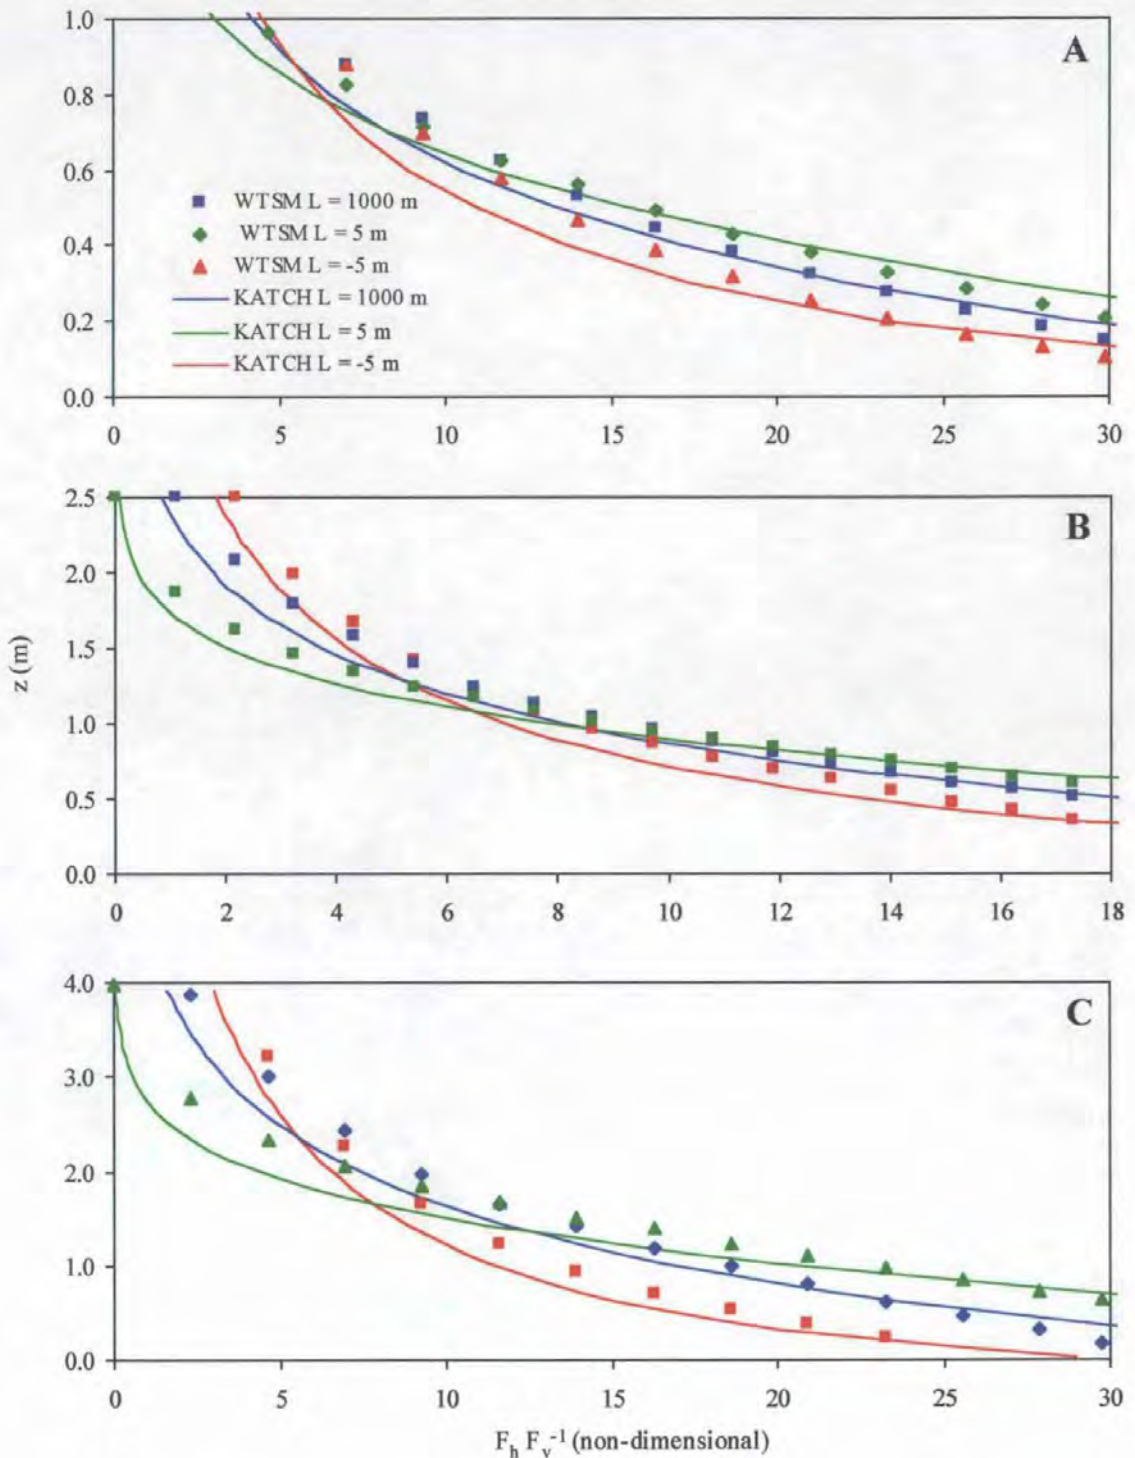 1.0
A
0.8
0.6
WTSM L = 1000 m
WTSM L = 5 m
0.4
WTSM L = -5 m
KATCH L = 1000 m
0.2
KATCH L = 5 m
KATCH L = -5 m
0.0
0 5 10 15 20 25 30
2.5
B
2.0
1.5
z (m)
1.0
0.5
0.0
0 2 4 6 8 10 12 14 16 18
4.0
C
3.0
2.0
1.0
0.0
0 5 10 15 20 25 30
F_h F_v^-1 (non-dimensional)